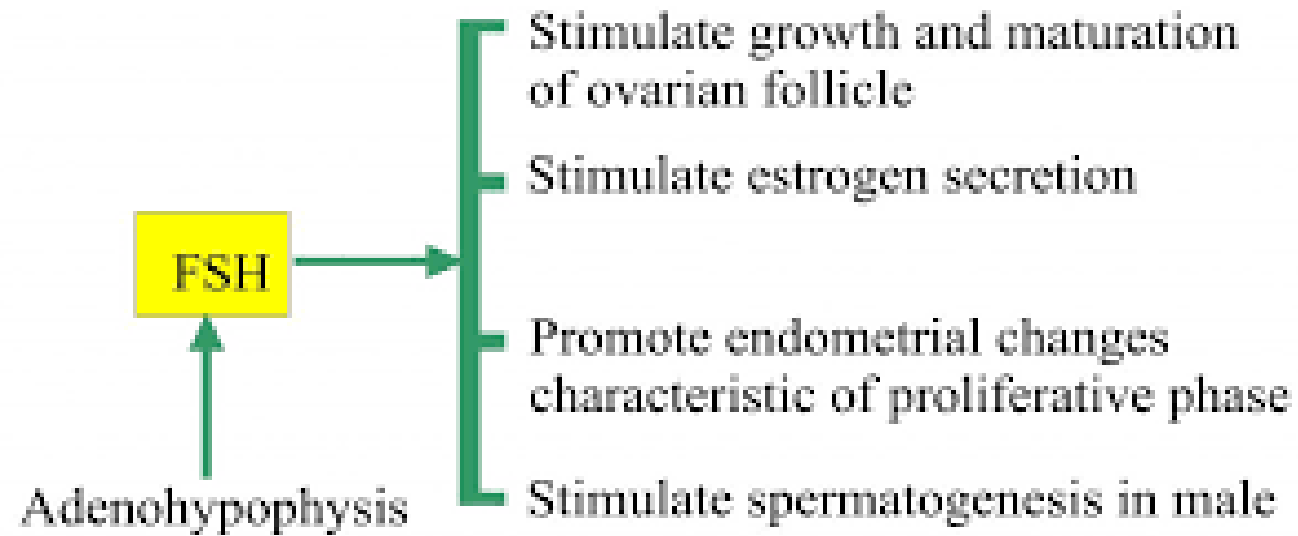 Stimulate growth and maturation
of ovarian follicle
Stimulate estrogen secretion
FSH
Promote endometrial changes
characteristic of proliferative phase
Adenohypophysis
Stimulate spermatogenesis in male